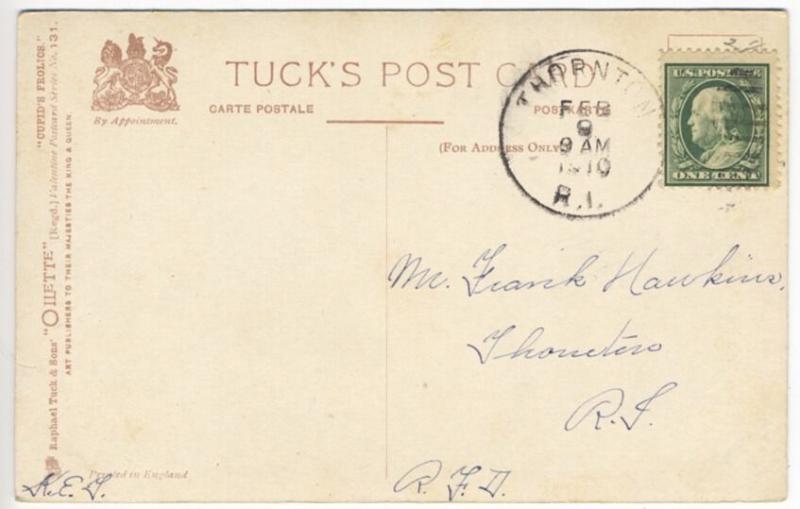 TUCK'S POST CARD
CARTE POSTALE
POSTKARTE
(For Address Only
By Appointment.
THORNTON
FEB
9
9 AM
1910
R.I.
U.S. POSTAGE
ONE CENT
Mr. Frank Hawkins,
Thornton
R.I.
R. F. D.
Printed in England
K.E.T.
Raphael Tuck & Sons' "OILETTE" [Regd.] Valentine Postcard Series No. 131.
"CUPID'S FROLICS."
ART PUBLISHERS TO THEIR MAJESTIES THE KING & QUEEN.